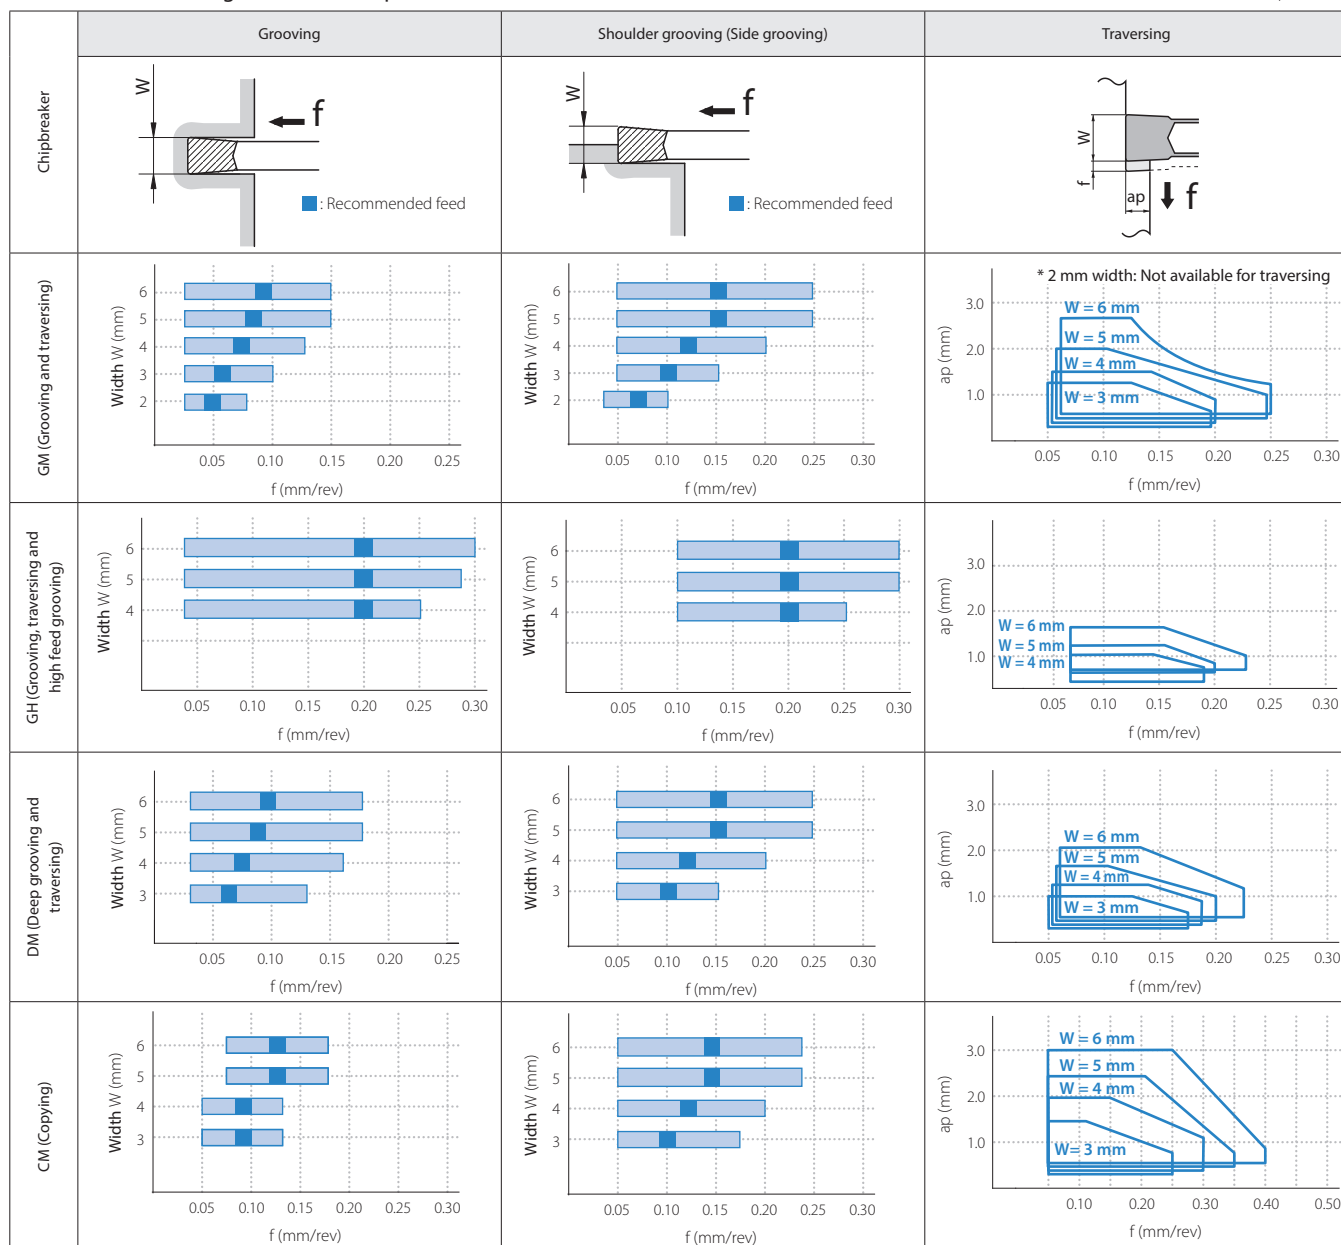 Grooving
Shoulder grooving (Side grooving)
Traversing
Chipbreaker
W
f
: Recommended feed
W
f
: Recommended feed
W
f
ap
f
GM (Grooving and traversing)
Width W (mm)
6
5
4
3
2
0.05 0.10 0.15 0.20 0.25
f (mm/rev)
Width W (mm)
6
5
4
3
2
0.05 0.10 0.15 0.20 0.25 0.30
f (mm/rev)
* 2 mm width: Not available for traversing
ap (mm)
3.0
2.0
1.0
W = 6 mm
W = 5 mm
W = 4 mm
W = 3 mm
0.05 0.10 0.15 0.20 0.25 0.30
f (mm/rev)
GH (Grooving, traversing and
high feed grooving)
Width W (mm)
6
5
4
0.05 0.10 0.15 0.20 0.25 0.30
f (mm/rev)
Width W (mm)
6
5
4
0.05 0.10 0.15 0.20 0.25 0.30
f (mm/rev)
ap (mm)
3.0
2.0
1.0
W = 6 mm
W = 5 mm
W = 4 mm
0.05 0.10 0.15 0.20 0.25 0.30
f (mm/rev)
DM (Deep grooving and
traversing)
Width W (mm)
6
5
4
3
0.05 0.10 0.15 0.20 0.25
f (mm/rev)
Width W (mm)
6
5
4
3
0.05 0.10 0.15 0.20 0.25 0.30
f (mm/rev)
ap (mm)
3.0
2.0
1.0
W = 6 mm
W = 5 mm
W = 4 mm
W = 3 mm
0.05 0.10 0.15 0.20 0.25 0.30
f (mm/rev)
CM (Copying)
Width W (mm)
6
5
4
3
0.05 0.10 0.15 0.20 0.25 0.30
f (mm/rev)
Width W (mm)
6
5
4
3
0.05 0.10 0.15 0.20 0.25 0.30
f (mm/rev)
ap (mm)
3.0
2.0
1.0
W = 6 mm
W = 5 mm
W = 4 mm
W = 3 mm
0.10 0.20 0.30 0.40 0.50
f (mm/rev)